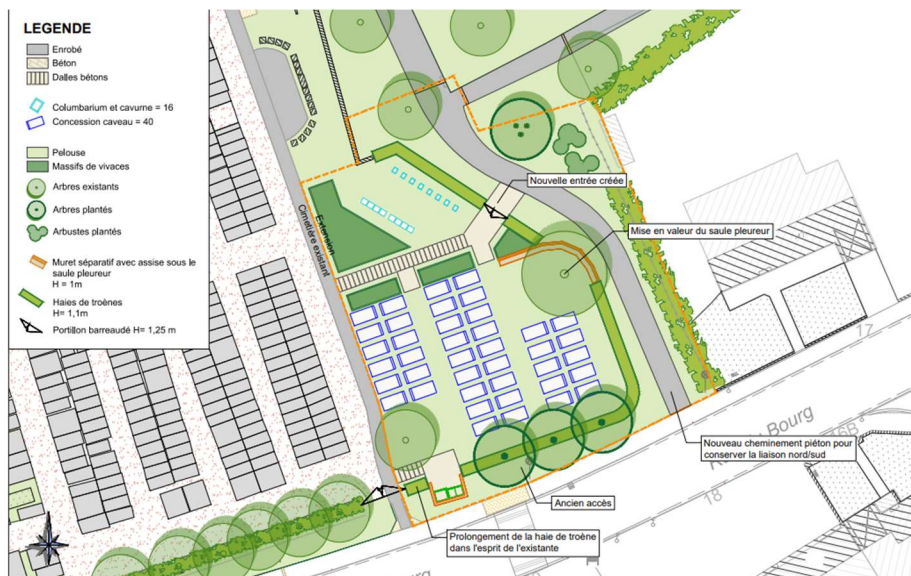 LEGENDE
Enrobé
Béton
Dalles bétons
Columbarium et cavurne = 16
Concession caveau = 40
Pelouse
Massifs de vivaces
Arbres existants
Arbres plantés
Arbustes plantés
Muret séparatif avec assise sous le
saule pleureur
H = 1m
Haies de troènes
H= 1,1m
Portillon barreaudé H= 1,25 m
Nouvelle entrée créée
Extension
Cimetière existant
Mise en valeur du saule pleureur
17
16B
Bourg
Nouveau cheminement piéton pour
conserver la liaison nord/sud
18
Ancien accès
Prolongement de la haie de troène
dans l'esprit de l'existante